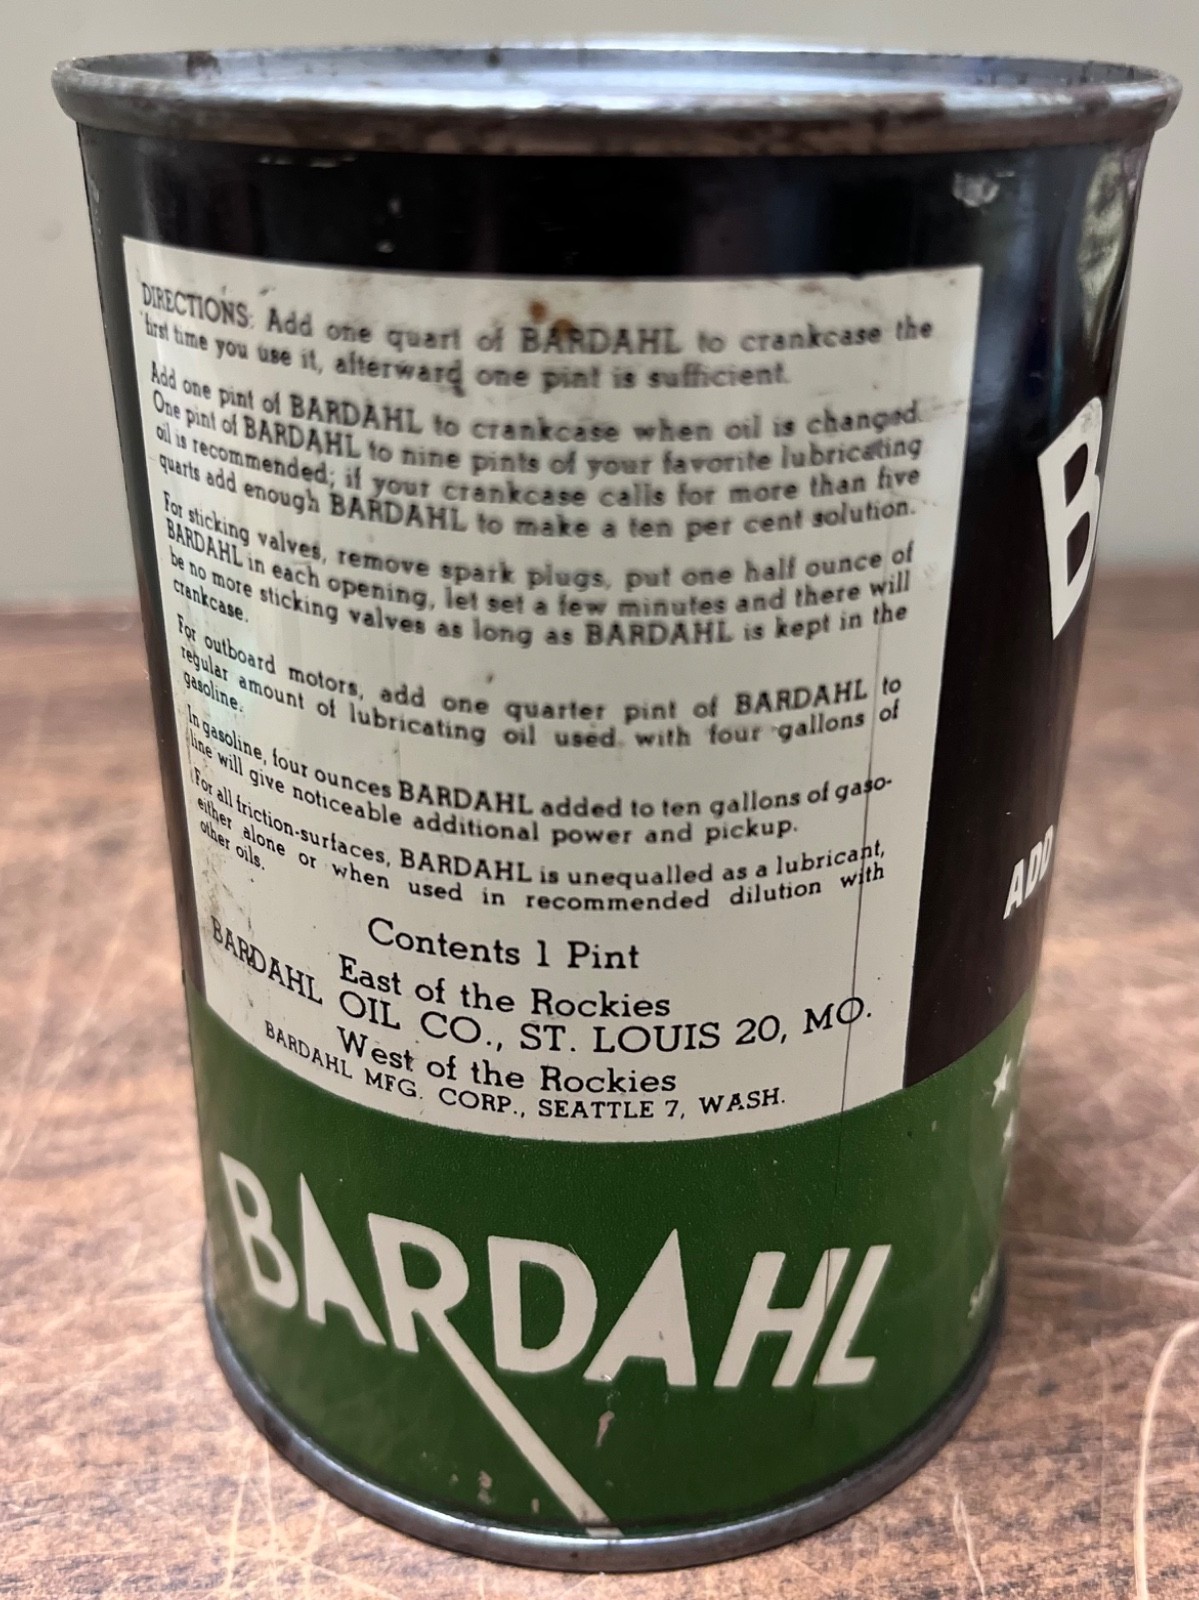 DIRECTIONS: Add one quart of BARDAHL to crankcase the
first time you use it, afterward one pint is sufficient.
Add one pint of BARDAHL to crankcase when oil is changed.
One pint of BARDAHL to nine pints of your favorite lubricating
oil is recommended; if your crankcase calls for more than five
quarts add enough BARDAHL to make a ten per cent solution.
For sticking valves, remove spark plugs, put one half ounce of
BARDAHL in each opening, let set a few minutes and there will
be no more sticking valves as long as BARDAHL is kept in the
crankcase.
For outboard motors, add one quarter pint of BARDAHL to
regular amount of lubricating oil used with four gallons of
gasoline.
In gasoline, four ounces BARDAHL added to ten gallons of gaso-
line will give noticeable additional power and pickup.
For all friction-surfaces, BARDAHL is unequalled as a lubricant,
either alone or when used in recommended dilution with
other oils.
Contents 1 Pint
East of the Rockies
BARDAHL OIL CO., ST. LOUIS 20, MO.
West of the Rockies
BARDAHL MFG. CORP., SEATTLE 7, WASH.
BARDAHL
B
ADD